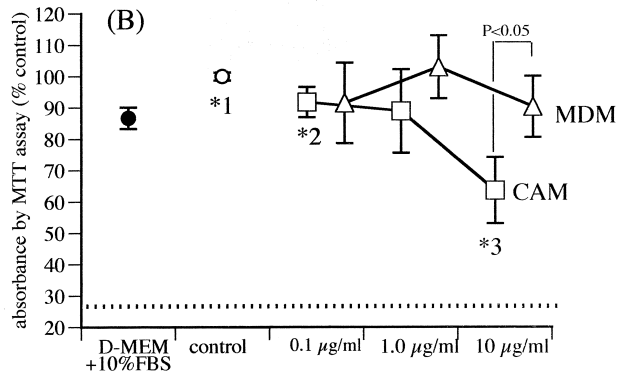 (B)
absorbance by MTT assay (% control)
120
110
100
90
80
70
60
50
40
30
20
P<0.05
*1
*2
*3
MDM
CAM
D-MEM
+10%FBS
control
0.1 µg/ml
1.0 µg/ml
10 µg/ml